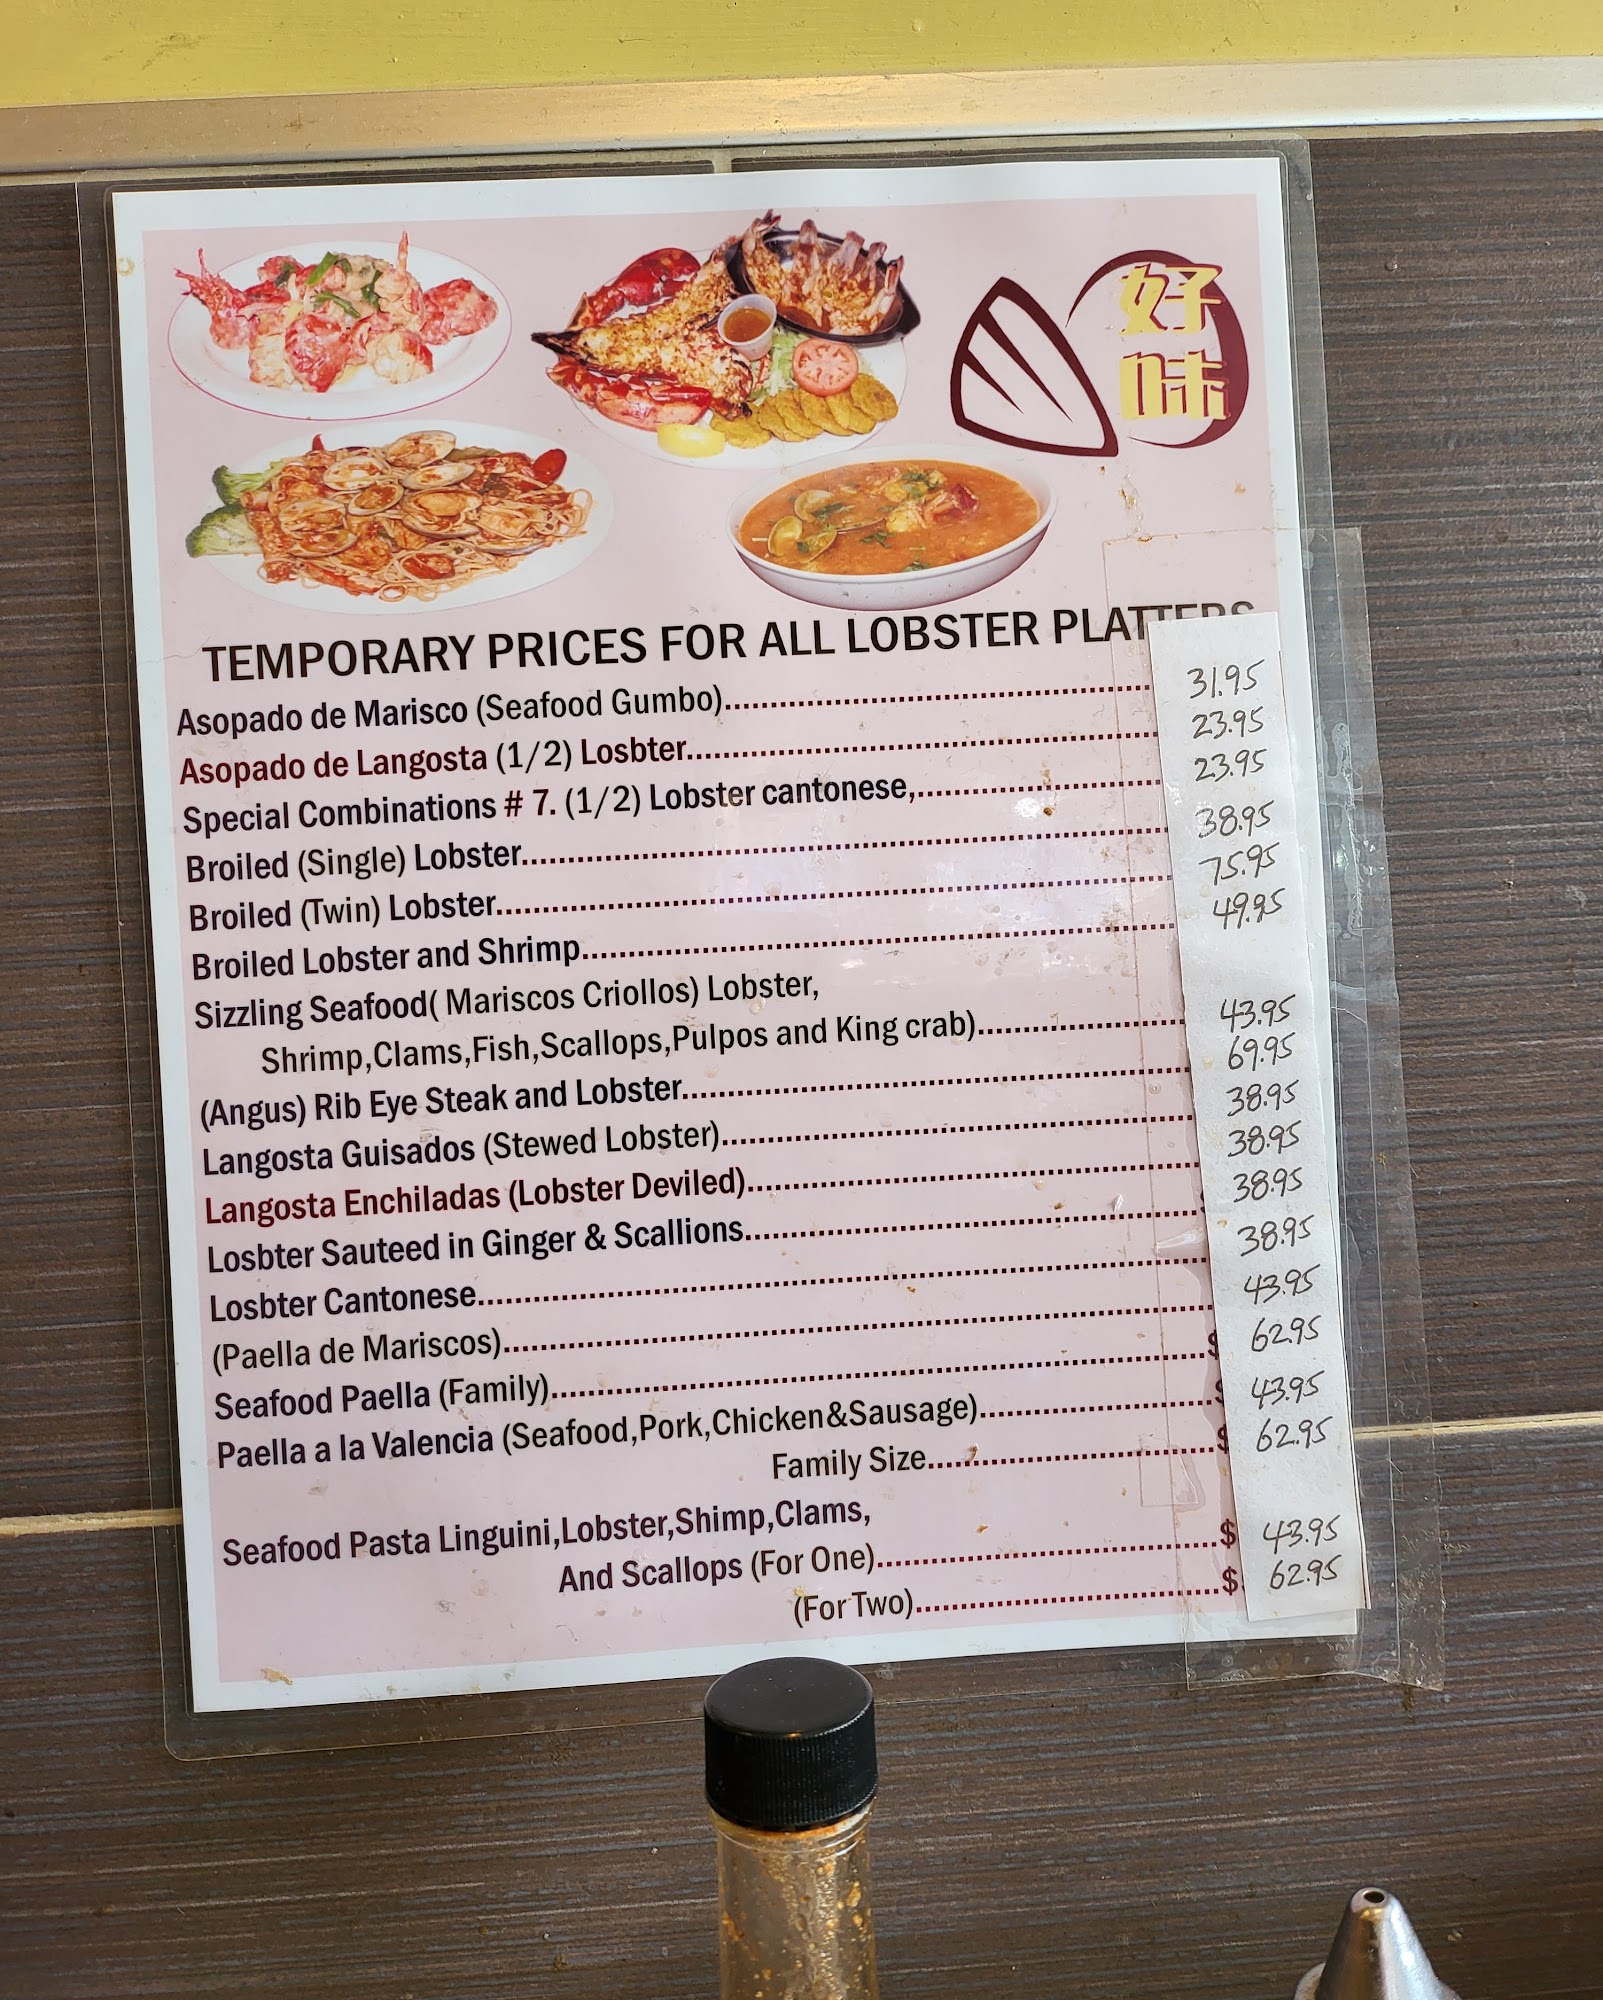 好
味
TEMPORARY PRICES FOR ALL LOBSTER PLATTERS
Asopado de Marisco (Seafood Gumbo)........ 31.95
Asopado de Langosta (1/2) Losbter........ 23.95
Special Combinations # 7. (1/2) Lobster cantonese,........ 23.95
Broiled (Single) Lobster........ 38.95
Broiled (Twin) Lobster........ 75.95
Broiled Lobster and Shrimp........ 49.95
Sizzling Seafood( Mariscos Criollos) Lobster,
Shrimp,Clams,Fish,Scallops,Pulpos and King crab)........ 43.95
(Angus) Rib Eye Steak and Lobster........ 69.95
Langosta Guisados (Stewed Lobster)........ 38.95
Langosta Enchiladas (Lobster Deviled)........ 38.95
Losbter Sauteed in Ginger & Scallions........ 38.95
Losbter Cantonese........ 38.95
(Paella de Mariscos)........ 43.95
Seafood Paella (Family)........$ 62.95
Paella a la Valencia (Seafood,Pork,Chicken&Sausage)........$ 43.95
Family Size........$ 62.95
Seafood Pasta Linguini,Lobster,Shimp,Clams,
And Scallops (For One)........$ 43.95
(For Two)........$ 62.95